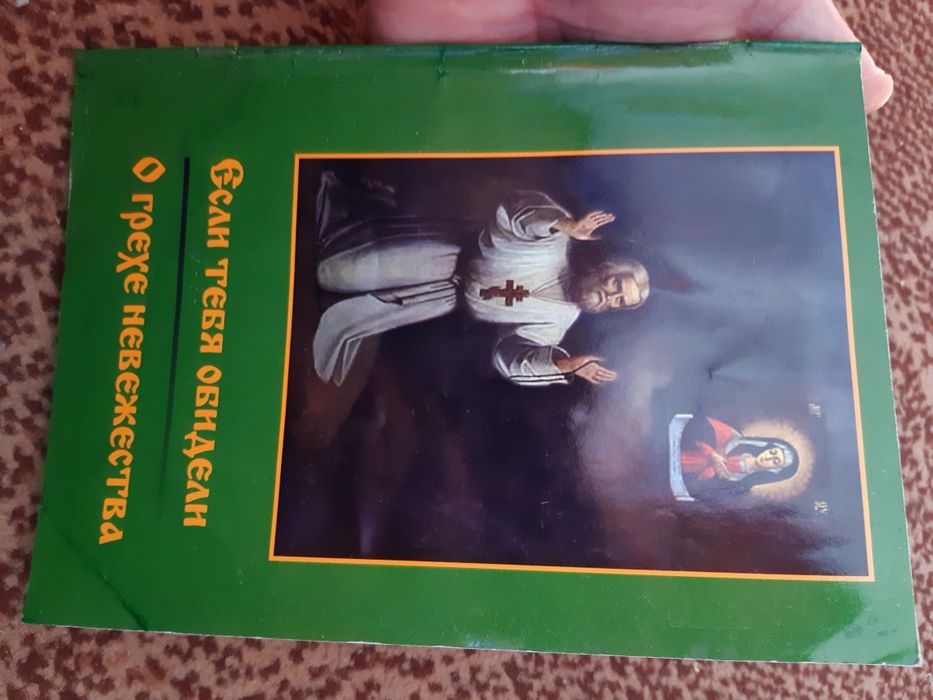 Если тебя обидели
О грехе невежества